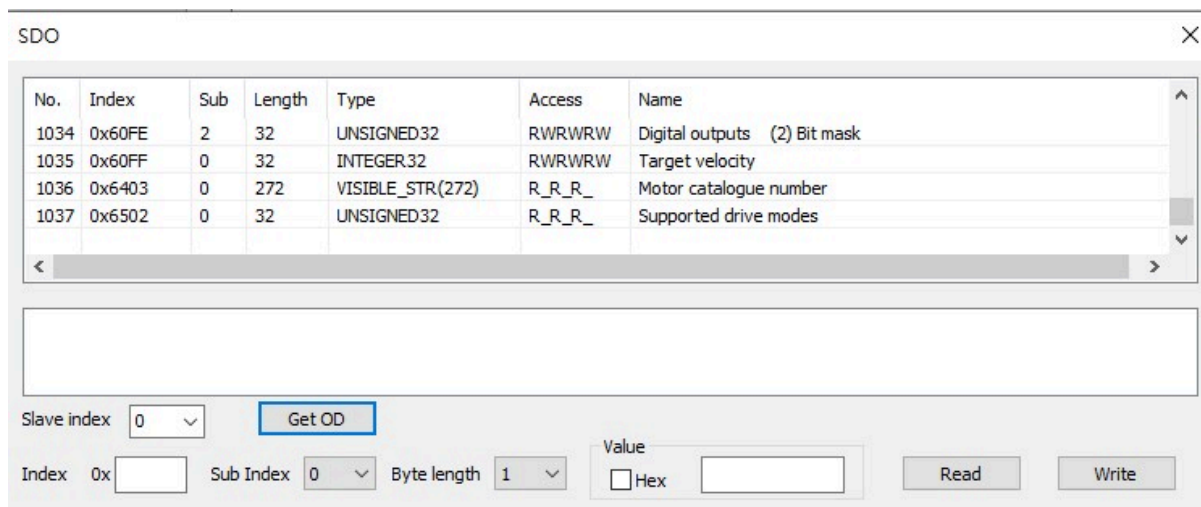 SDO
No. Index Sub Length Type Access Name
1034 0x60FE 2 32 UNSIGNED32 RWRWRW Digital outputs (2) Bit mask
1035 0x60FF 0 32 INTEGER32 RWRWRW Target velocity
1036 0x6403 0 272 VISIBLE_STR(272) R_R_R_ Motor catalogue number
1037 0x6502 0 32 UNSIGNED32 R_R_R_ Supported drive modes
Slave index 0 Get OD
Value
Index 0x Sub Index 0 Byte length 1 Hex Read Write